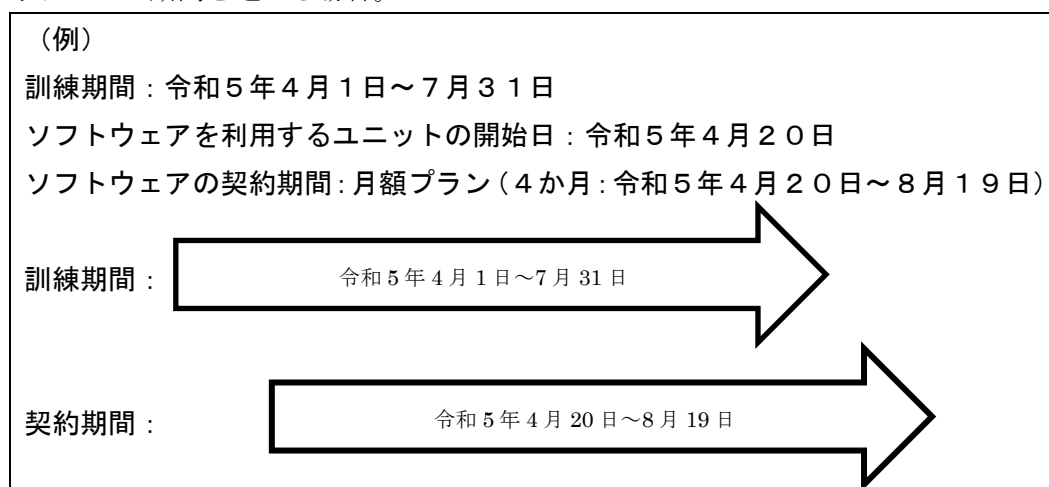 （例）
訓練期間：令和５年４月１日～７月３１日
ソフトウェアを利用するユニットの開始日：令和５年４月２０日
ソフトウェアの契約期間：月額プラン（４か月：令和５年４月２０日～８月１９日）
訓練期間：
令和 5 年 4 月 1 日～7 月 31 日
契約期間：
令和 5 年 4 月 20 日～8 月 19 日